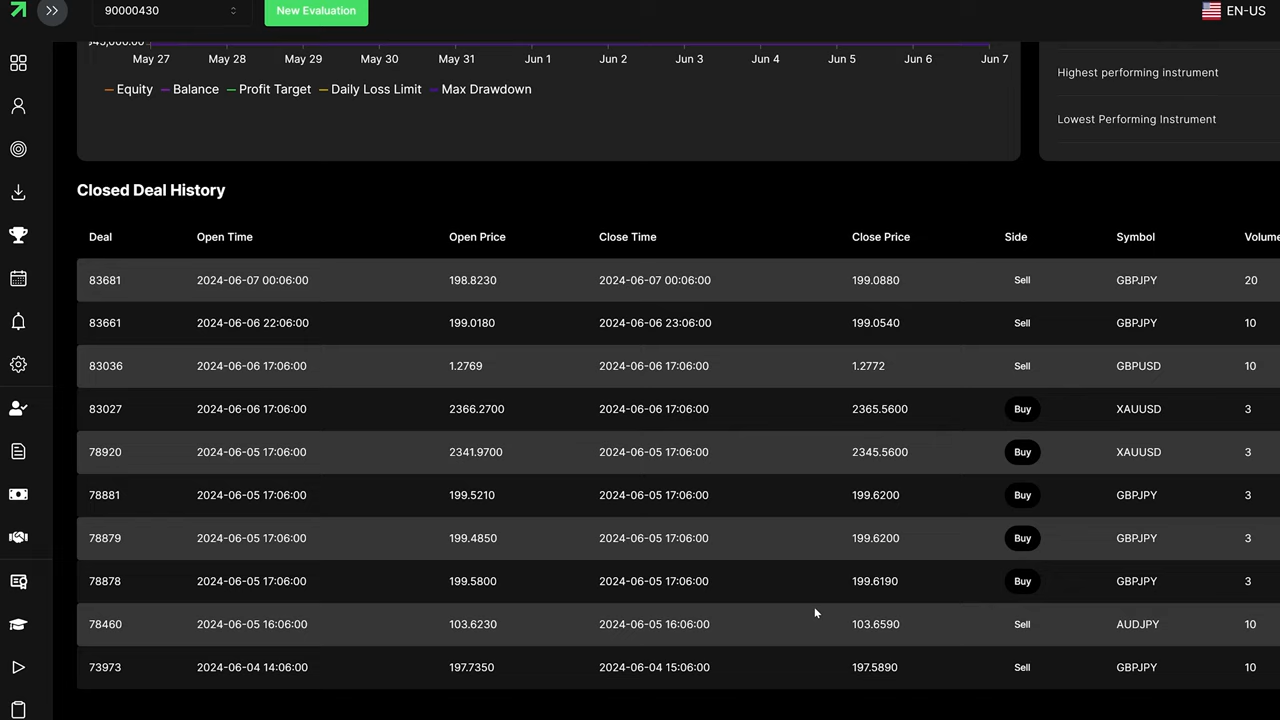 90000430
New Evaluation
EN-US
$45,000.00
May 27 May 28 May 29 May 30 May 31 Jun 1 Jun 2 Jun 3 Jun 4 Jun 5 Jun 6 Jun 7
Equity Balance Profit Target Daily Loss Limit Max Drawdown
Highest performing instrument
Lowest Performing Instrument
Closed Deal History
Deal Open Time Open Price Close Time Close Price Side Symbol Volume
83681 2024-06-07 00:06:00 198.8230 2024-06-07 00:06:00 199.0880 Sell GBPJPY 20
83661 2024-06-06 22:06:00 199.0180 2024-06-06 23:06:00 199.0540 Sell GBPJPY 10
83036 2024-06-06 17:06:00 1.2769 2024-06-06 17:06:00 1.2772 Sell GBPUSD 10
83027 2024-06-06 17:06:00 2366.2700 2024-06-06 17:06:00 2365.5600 Buy XAUUSD 3
78920 2024-06-05 17:06:00 2341.9700 2024-06-05 17:06:00 2345.5600 Buy XAUUSD 3
78881 2024-06-05 17:06:00 199.5210 2024-06-05 17:06:00 199.6200 Buy GBPJPY 3
78879 2024-06-05 17:06:00 199.4850 2024-06-05 17:06:00 199.6200 Buy GBPJPY 3
78878 2024-06-05 17:06:00 199.5800 2024-06-05 17:06:00 199.6190 Buy GBPJPY 3
78460 2024-06-05 16:06:00 103.6230 2024-06-05 16:06:00 103.6590 Sell AUDJPY 10
73973 2024-06-04 14:06:00 197.7350 2024-06-04 15:06:00 197.5890 Sell GBPJPY 10